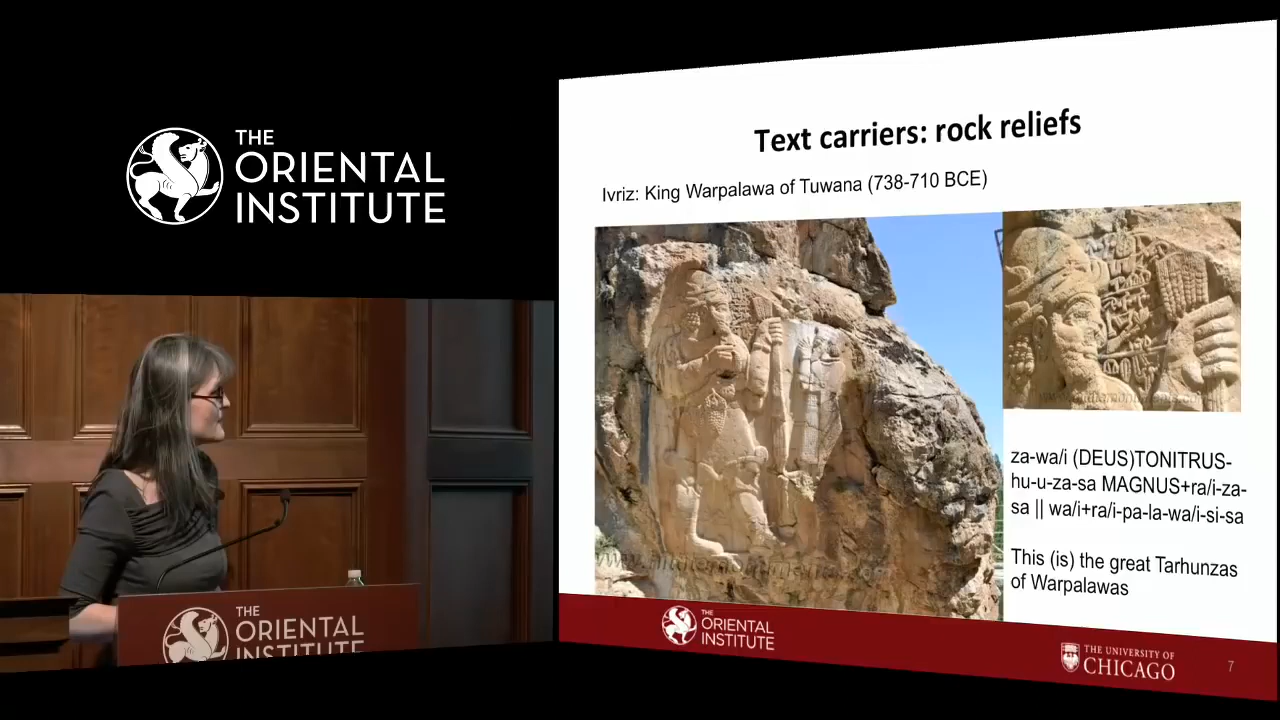 THE
ORIENTAL
INSTITUTE
THE
ORIENTAL
INSTITUTE
Text carriers: rock reliefs
Ivriz: King Warpalawa of Tuwana (738-710 BCE)
za-wa/i (DEUS)TONITRUS-
hu-u-za-sa MAGNUS+ra/i-za-
sa || wa/i+ra/i-pa-la-wa/i-si-sa
This (is) the great Tarhunzas
of Warpalawas
THE
ORIENTAL
INSTITUTE
THE UNIVERSITY OF
CHICAGO
7